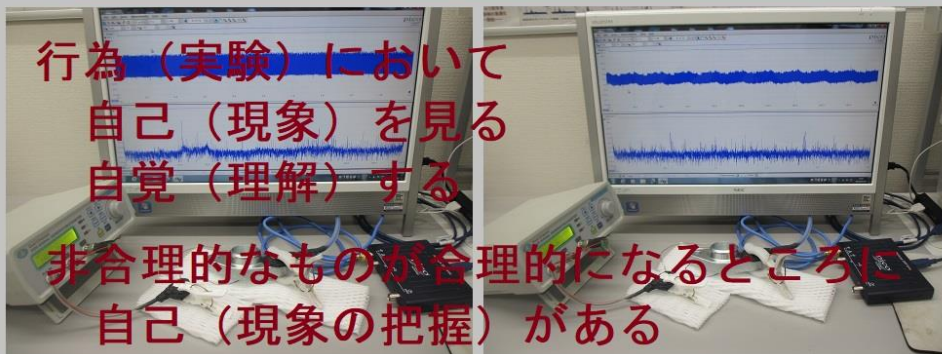 行為（実験）において
自己（現象）を見る
自覚（理解）する
非合理的なものが合理的になるところに
自己（現象の把握）がある
NEC